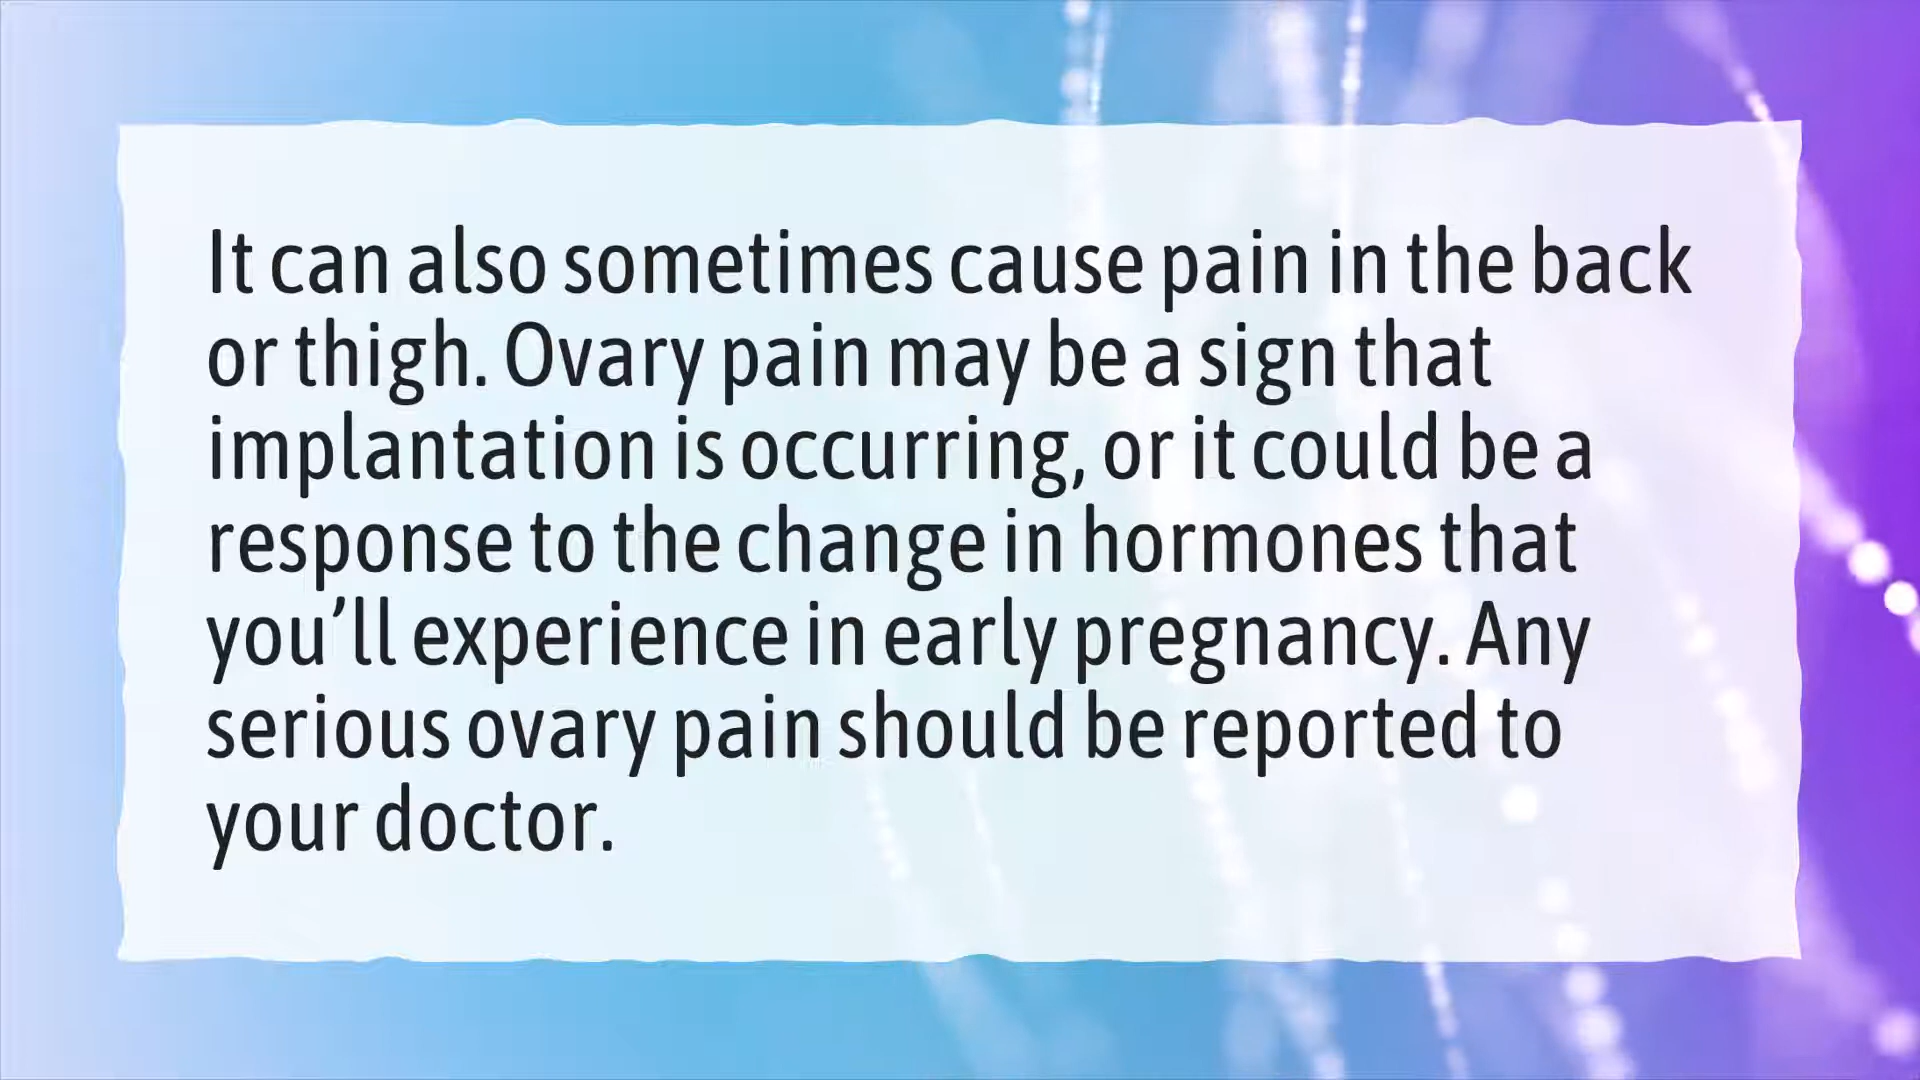 It can also sometimes cause pain in the back
or thigh. Ovary pain may be a sign that
implantation is occurring, or it could be a
response to the change in hormones that
you’ll experience in early pregnancy. Any
serious ovary pain should be reported to
your doctor.